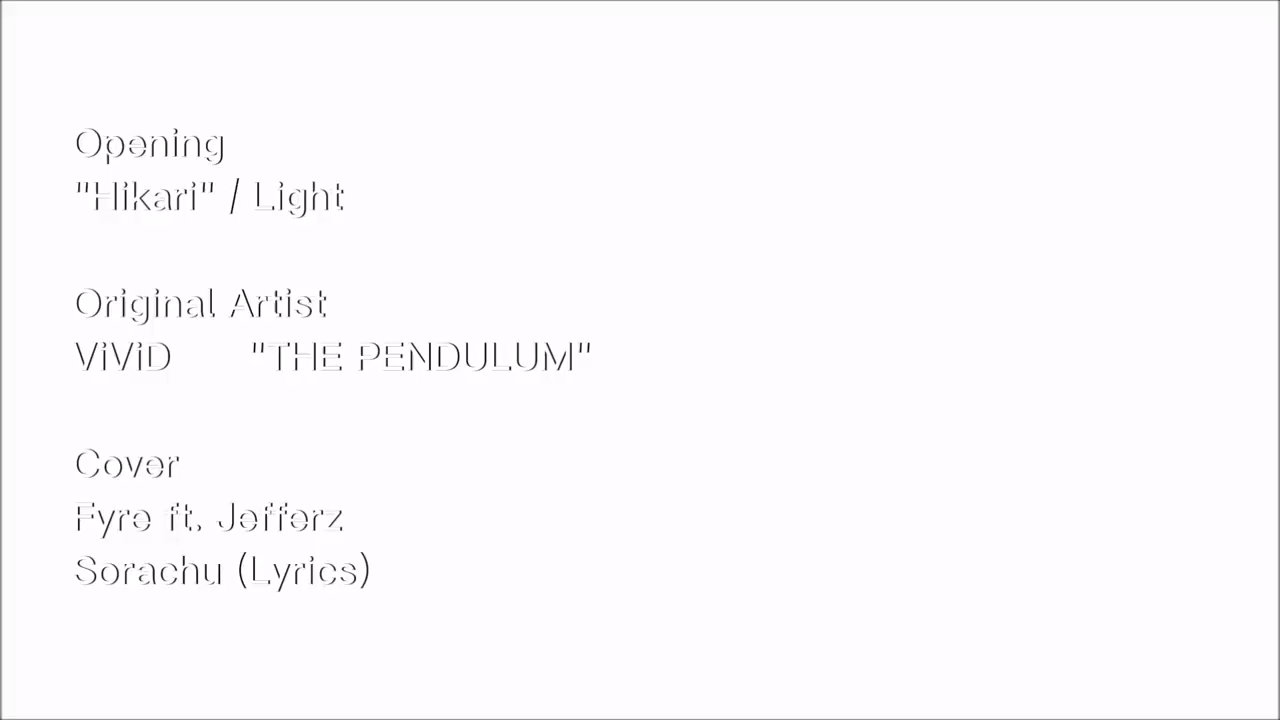 Opening
"Hikari" / Light
Original Artist
ViViD "THE PENDULUM"
Cover
Fyre ft. Jefferz
Sorachu (Lyrics)